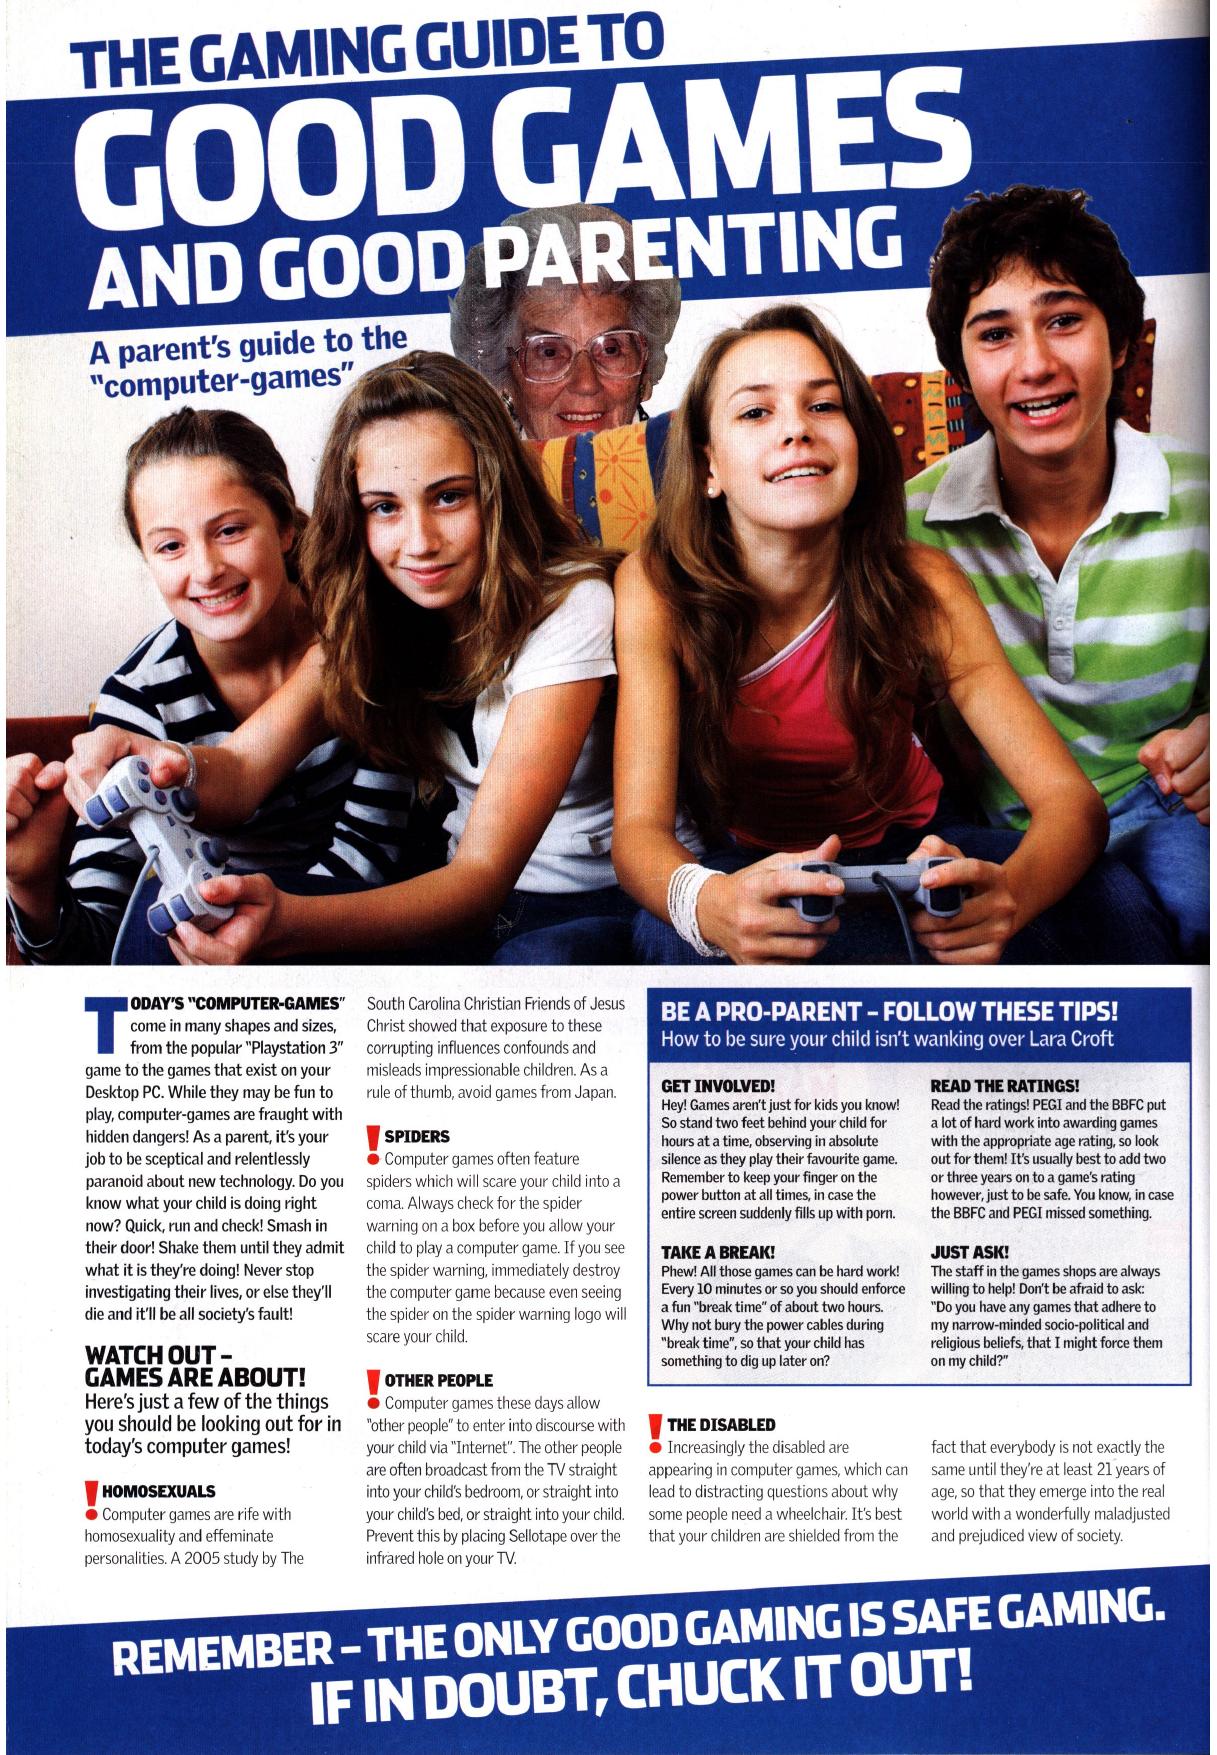 THE GAMING GUIDE TO
GOOD GAMES
AND GOOD PARENTING
A parent's guide to the
"computer-games"
TODAY'S "COMPUTER-GAMES"
come in many shapes and sizes,
from the popular "Playstation 3"
game to the games that exist on your
Desktop PC. While they may be fun to
play, computer-games are fraught with
hidden dangers! As a parent, it's your
job to be sceptical and relentlessly
paranoid about new technology. Do you
know what your child is doing right
now? Quick, run and check! Smash in
their door! Shake them until they admit
what it is they're doing! Never stop
investigating their lives, or else they'll
die and it'll be all society's fault!
WATCH OUT –
GAMES ARE ABOUT!
Here's just a few of the things
you should be looking out for in
today's computer games!
! HOMOSEXUALS
Computer games are rife with
homosexuality and effeminate
personalities. A 2005 study by The
South Carolina Christian Friends of Jesus
Christ showed that exposure to these
corrupting influences confounds and
misleads impressionable children. As a
rule of thumb, avoid games from Japan.
! SPIDERS
Computer games often feature
spiders which will scare your child into a
coma. Always check for the spider
warning on a box before you allow your
child to play a computer game. If you see
the spider warning, immediately destroy
the computer game because even seeing
the spider on the spider warning logo will
scare your child.
! OTHER PEOPLE
Computer games these days allow
"other people" to enter into discourse with
your child via "Internet". The other people
are often broadcast from the TV straight
into your child's bedroom, or straight into
your child's bed, or straight into your child.
Prevent this by placing Sellotape over the
infrared hole on your TV.
BE A PRO-PARENT – FOLLOW THESE TIPS!
How to be sure your child isn't wanking over Lara Croft
GET INVOLVED!
Hey! Games aren't just for kids you know!
So stand two feet behind your child for
hours at a time, observing in absolute
silence as they play their favourite game.
Remember to keep your finger on the
power button at all times, in case the
entire screen suddenly fills up with porn.
TAKE A BREAK!
Phew! All those games can be hard work!
Every 10 minutes or so you should enforce
a fun "break time" of about two hours.
Why not bury the power cables during
"break time", so that your child has
something to dig up later on?
READ THE RATINGS!
Read the ratings! PEGI and the BBFC put
a lot of hard work into awarding games
with the appropriate age rating, so look
out for them! It's usually best to add two
or three years on to a game's rating
however, just to be safe. You know, in case
the BBFC and PEGI missed something.
JUST ASK!
The staff in the games shops are always
willing to help! Don't be afraid to ask:
"Do you have any games that adhere to
my narrow-minded socio-political and
religious beliefs, that I might force them
on my child?"
! THE DISABLED
Increasingly the disabled are
appearing in computer games, which can
lead to distracting questions about why
some people need a wheelchair. It's best
that your children are shielded from the
fact that everybody is not exactly the
same until they're at least 21 years of
age, so that they emerge into the real
world with a wonderfully maladjusted
and prejudiced view of society.
REMEMBER – THE ONLY GOOD GAMING IS SAFE GAMING.
IF IN DOUBT, CHUCK IT OUT!